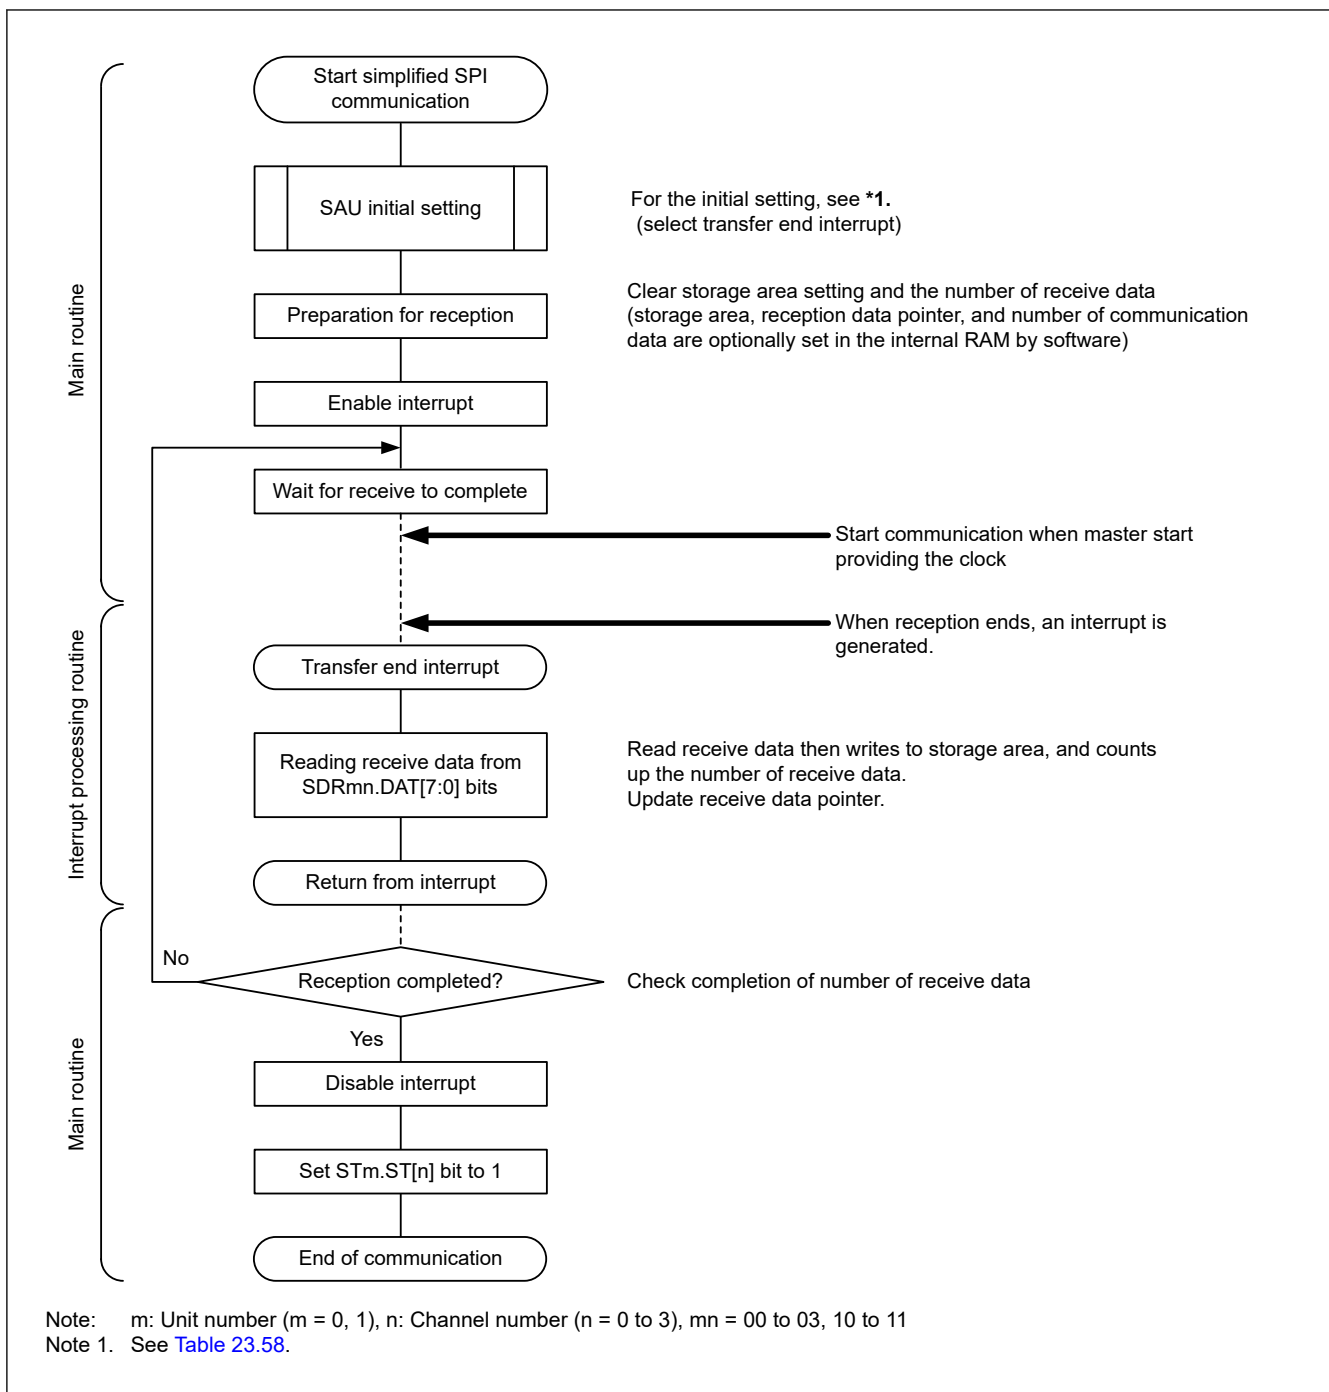 Start simplified SPI
communication
SAU initial setting
For the initial setting, see *1.
(select transfer end interrupt)
Main routine
Preparation for reception
Clear storage area setting and the number of receive data
(storage area, reception data pointer, and number of communication
data are optionally set in the internal RAM by software)
Enable interrupt
Wait for receive to complete
Start communication when master start
providing the clock
When reception ends, an interrupt is
generated.
Interrupt processing routine
Transfer end interrupt
Reading receive data from
SDRmn.DAT[7:0] bits
Read receive data then writes to storage area, and counts
up the number of receive data.
Update receive data pointer.
Return from interrupt
Main routine
No
Reception completed?
Check completion of number of receive data
Yes
Disable interrupt
Set STm.ST[n] bit to 1
End of communication
Note: m: Unit number (m = 0, 1), n: Channel number (n = 0 to 3), mn = 00 to 03, 10 to 11
Note 1. See Table 23.58.